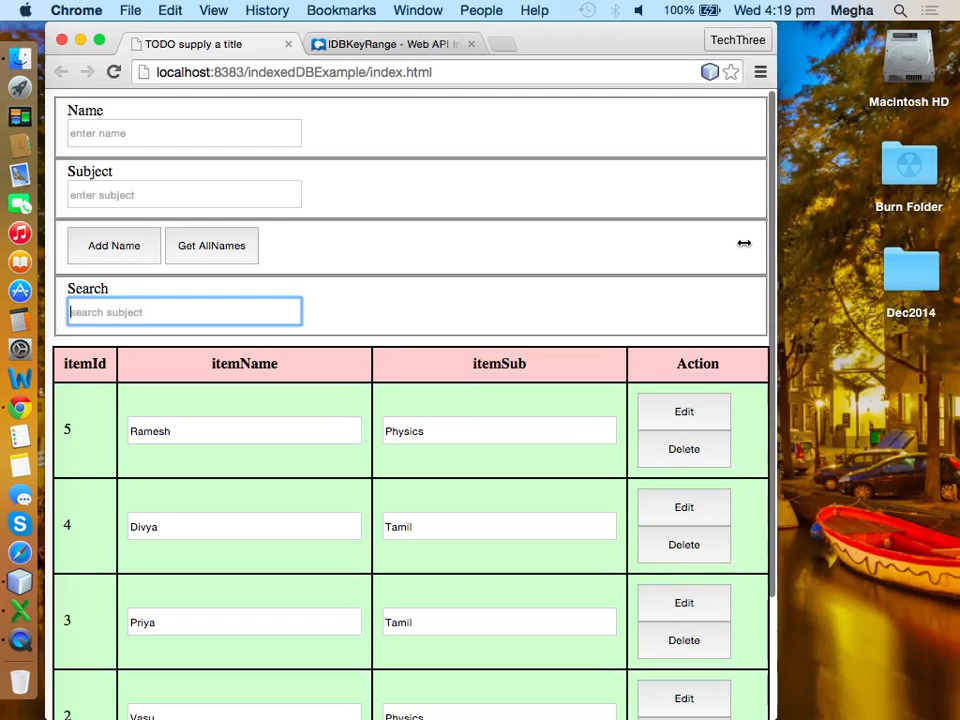 Chrome File Edit View History Bookmarks Window People Help 100% Wed 4:19 pm Megha
TODO supply a title
IDBKeyRange - Web API In
TechThree
localhost:8383/indexedDBExample/index.html
Macintosh HD
Burn Folder
Dec2014
Name
enter name
Subject
enter subject
Add Name Get AllNames
Search
search subject
itemId itemName itemSub Action
5 Ramesh Physics Edit
Delete
4 Divya Tamil Edit
Delete
3 Priya Tamil Edit
Delete
2 Vasu Physics Edit